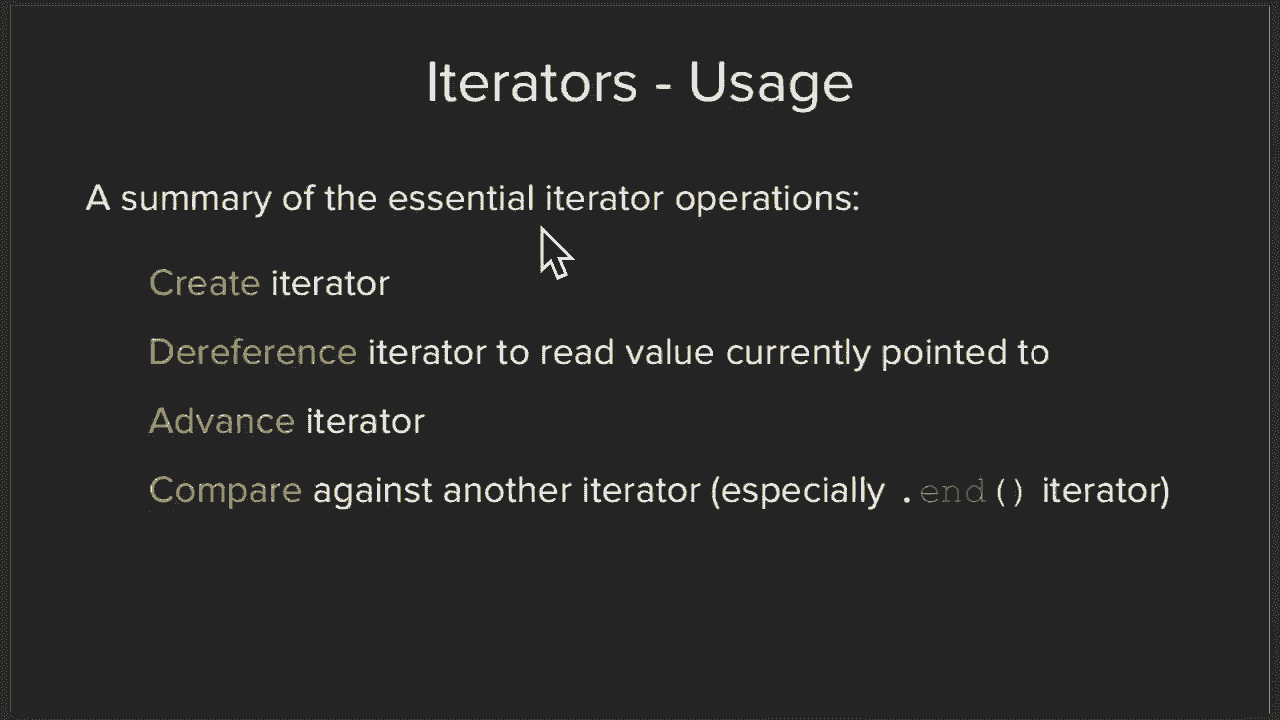 Iterators - Usage
A summary of the essential iterator operations:
Create iterator
Dereference iterator to read value currently pointed to
Advance iterator
Compare against another iterator (especially .end() iterator)